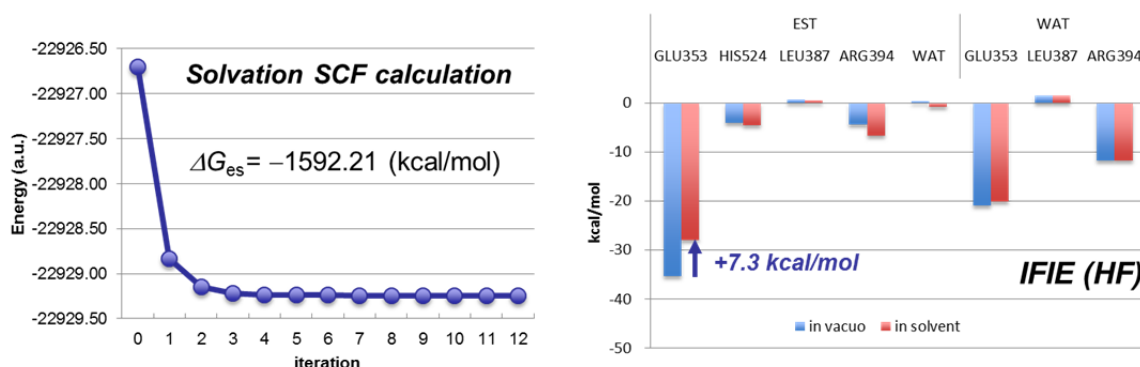 Solvation SCF calculation
ΔGes= −1592.21 (kcal/mol)
Energy (a.u.)
-22926.50
-22927.00
-22927.50
-22928.00
-22928.50
-22929.00
-22929.50
0 1 2 3 4 5 6 7 8 9 10 11 12
iteration
EST WAT
GLU353 HIS524 LEU387 ARG394 WAT GLU353 LEU387 ARG394
kcal/mol
0
-10
-20
-30
-40
-50
+7.3 kcal/mol
IFIE (HF)
in vacuo in solvent